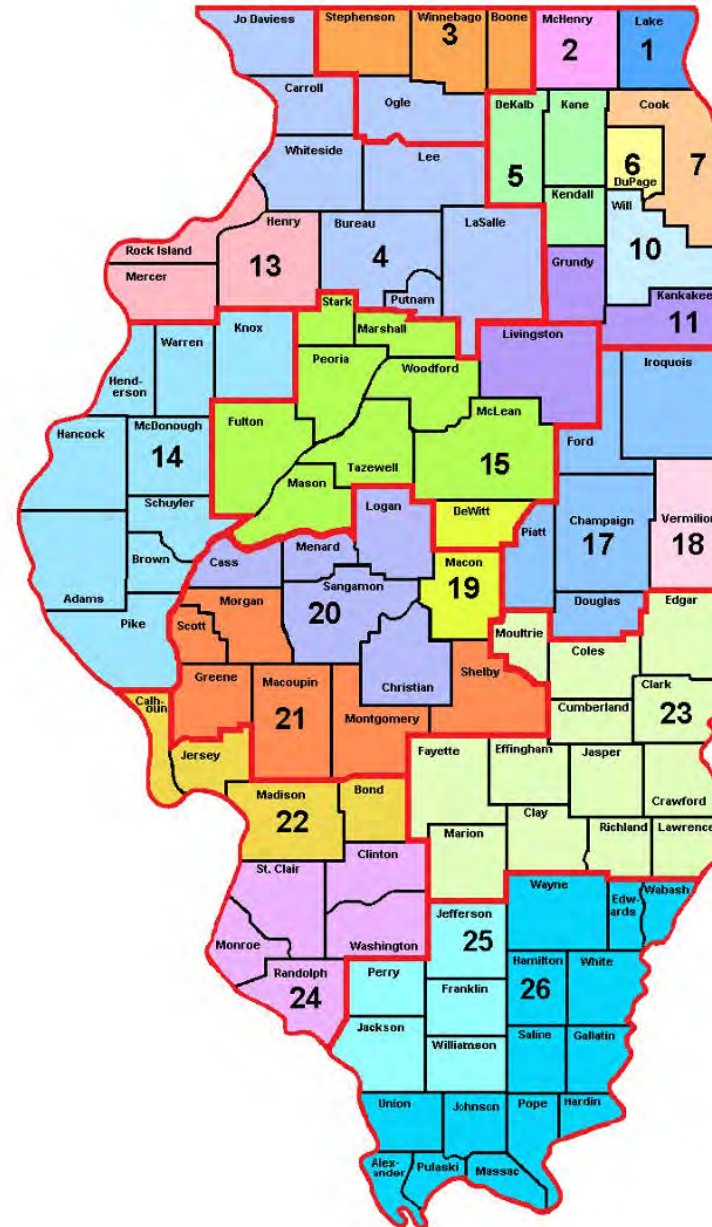 Jo Daviess
Stephenson
Winnebago
Boone
McHenry
Lake
3
2
1
Carroll
Ogle
DeKalb
Kane
Cook
Whiteside
Lee
5
6
7
DuPage
Kendall
Will
Henry
Bureau
LaSalle
10
Rock Island
13
4
Grundy
Mercer
Putnam
Kankakee
Stark
11
Knox
Marshall
Livingston
Warren
Peoria
Woodford
Iroquois
Hend-
erson
McLean
Hancock
McDonough
Fulton
Ford
14
Tazewell
15
Mason
Schuyler
Logan
DeWitt
Piatt
Champaign
Vermilion
17
18
Brown
Cass
Menard
Macon
Sangamon
19
Adams
Morgan
20
Douglas
Edgar
Pike
Scott
Moultrie
Coles
Greene
Macoupin
Christian
Shelby
Clark
Calh-
oun
21
Montgomery
Cumberland
23
Jersey
Fayette
Effingham
Jasper
Madison
Bond
Crawford
22
Marion
Clay
Richland
Lawrence
Clinton
St. Clair
Wayne
Edw-
ards
Wabash
Jefferson
Monroe
Washington
25
Randolph
Perry
Hamilton
White
24
Franklin
26
Jackson
Williamson
Saline
Gallatin
Union
Johnson
Pope
Hardin
Alex-
ander
Pulaski
Massac